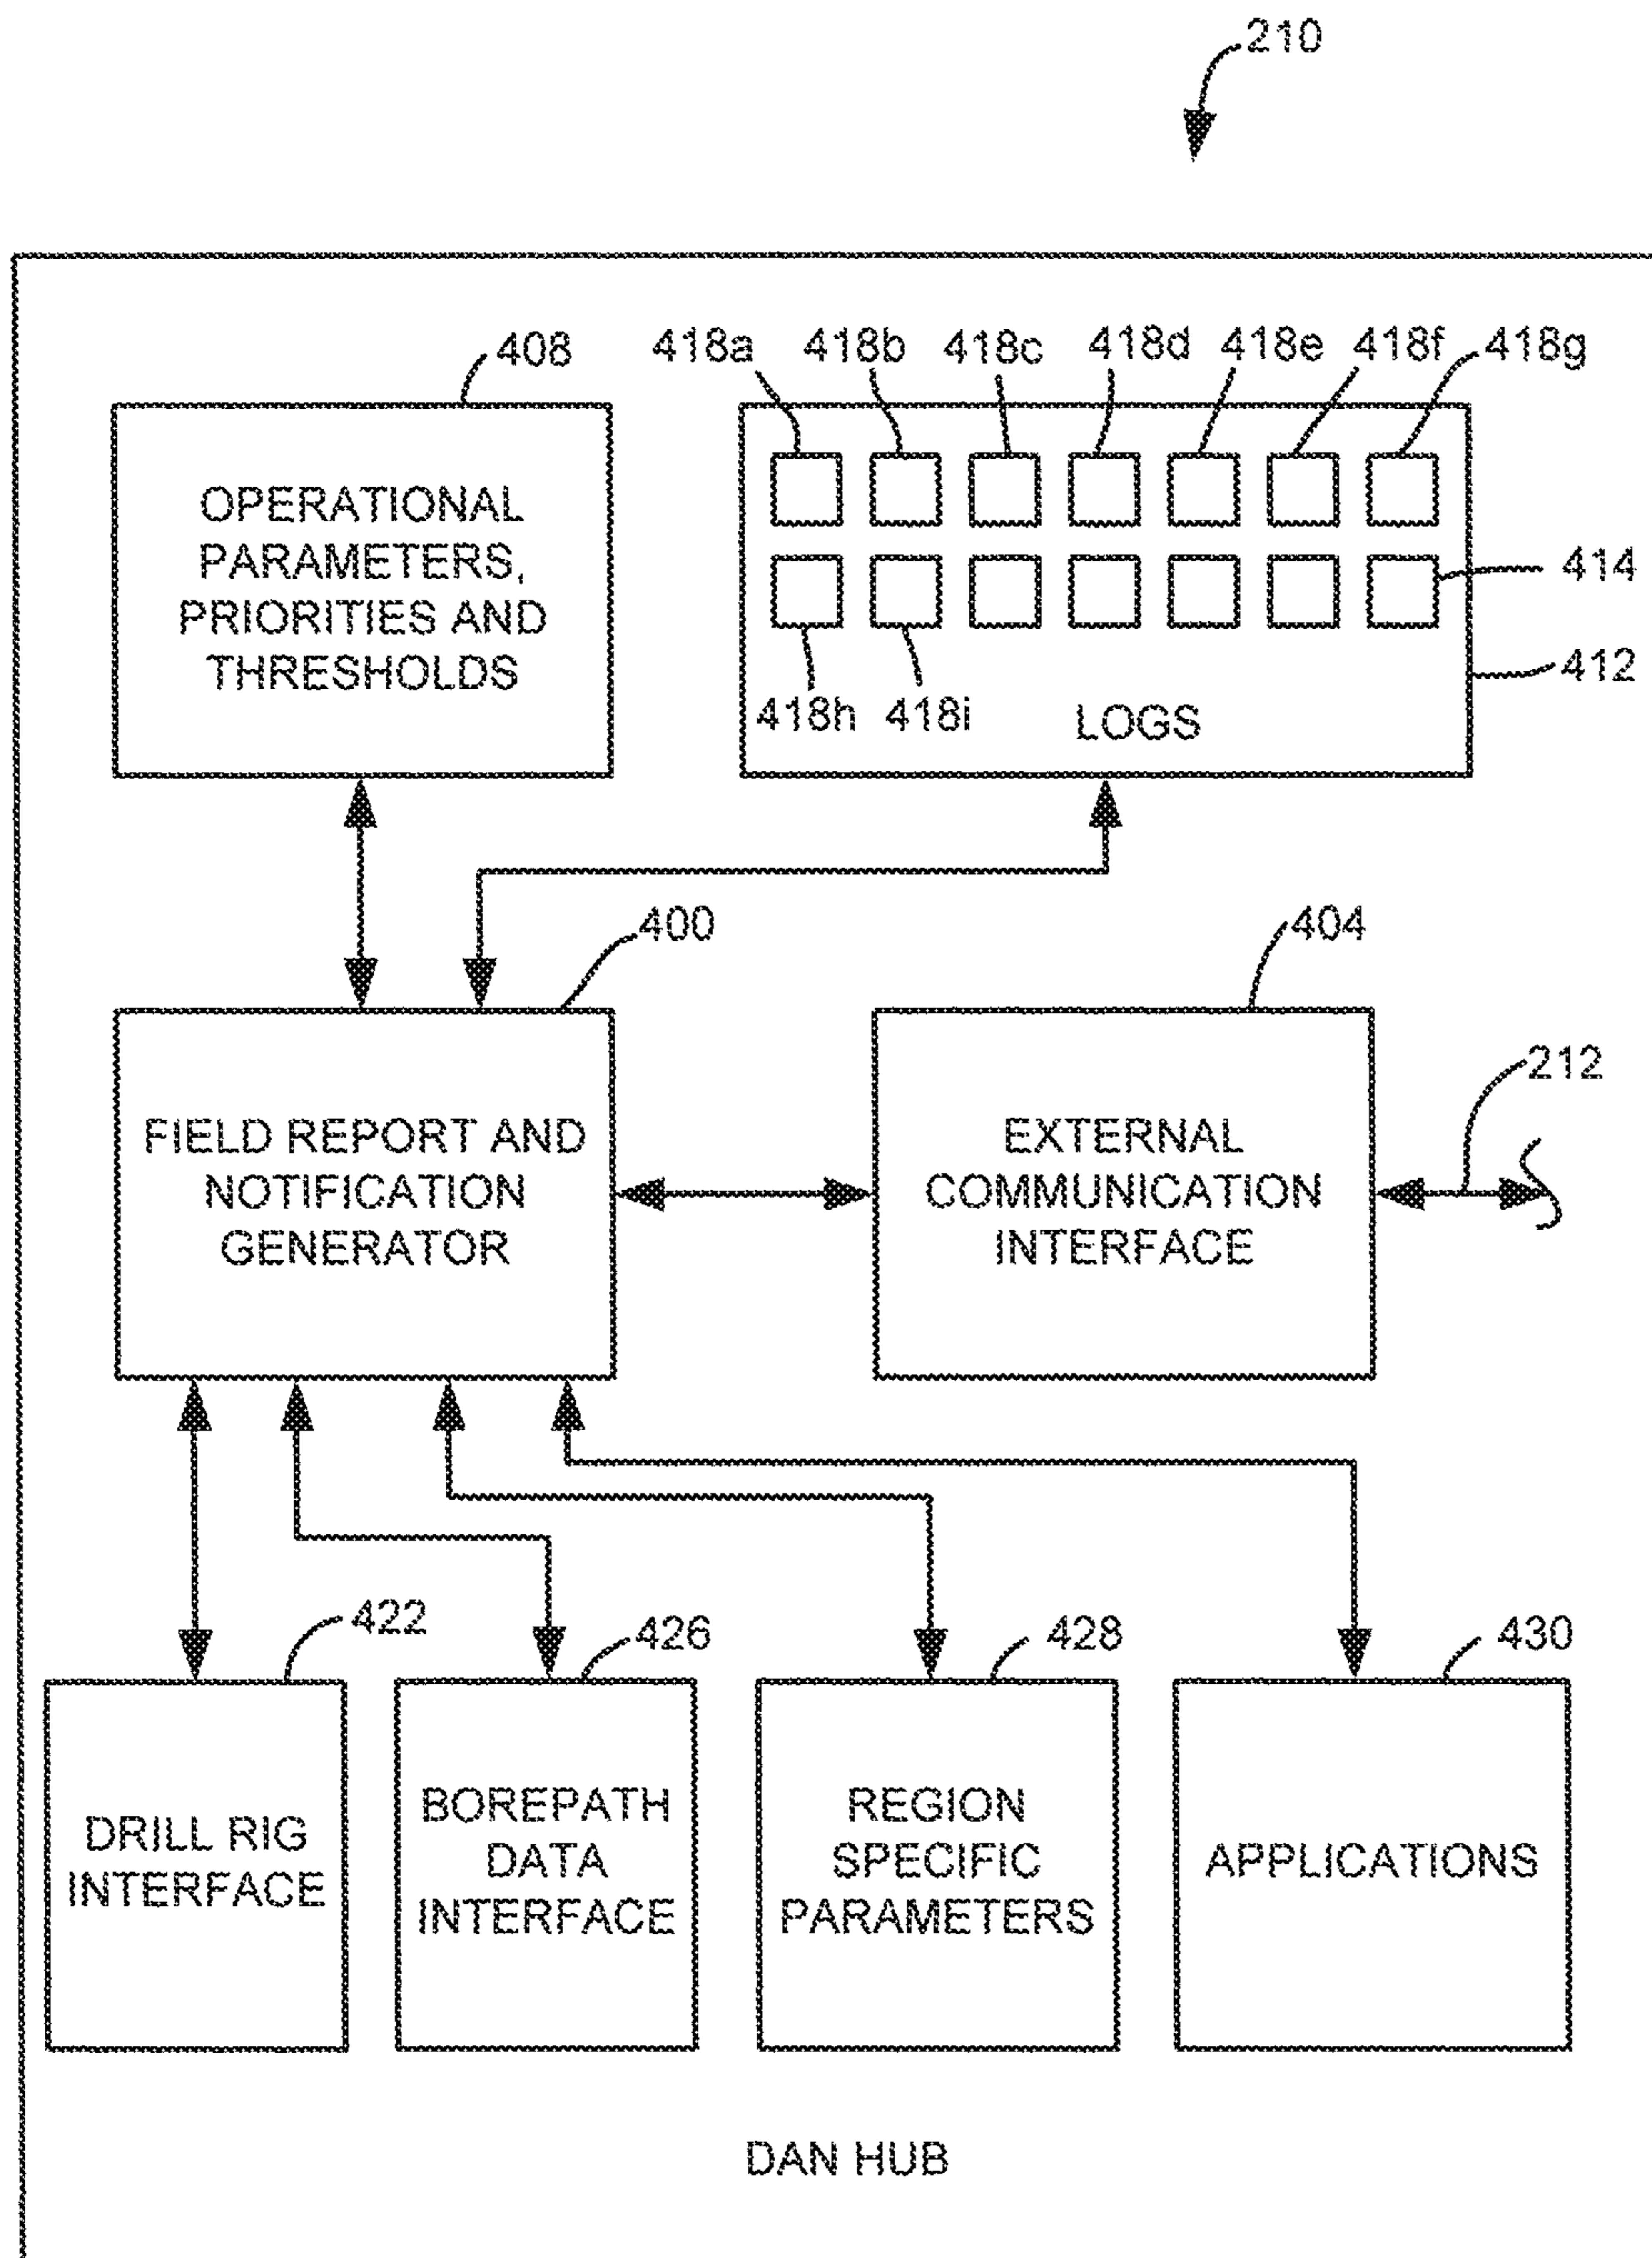 210
408
418a 418b 418c 418d 418e 418f 418g
OPERATIONAL
PARAMETERS,
PRIORITIES AND
THRESHOLDS
414
412
418h 418i
LOGS
400
404
212
FIELD REPORT AND
NOTIFICATION
GENERATOR
EXTERNAL
COMMUNICATION
INTERFACE
422
426
428
430
DRILL RIG
INTERFACE
BOREPATH
DATA
INTERFACE
REGION
SPECIFIC
PARAMETERS
APPLICATIONS
DAN HUB